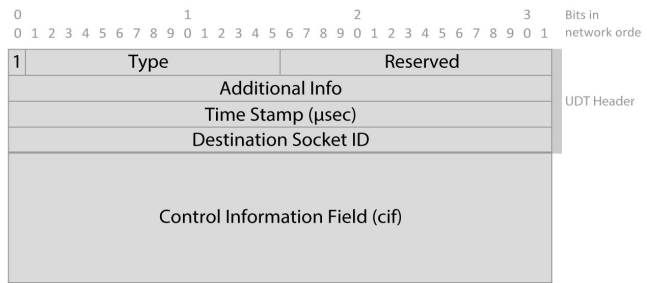 0 1 2 3 Bits in
0 1 2 3 4 5 6 7 8 9 0 1 2 3 4 5 6 7 8 9 0 1 2 3 4 5 6 7 8 9 0 1 network orde
1 Type Reserved
Additional Info
UDT Header
Time Stamp (µsec)
Destination Socket ID
Control Information Field (cif)